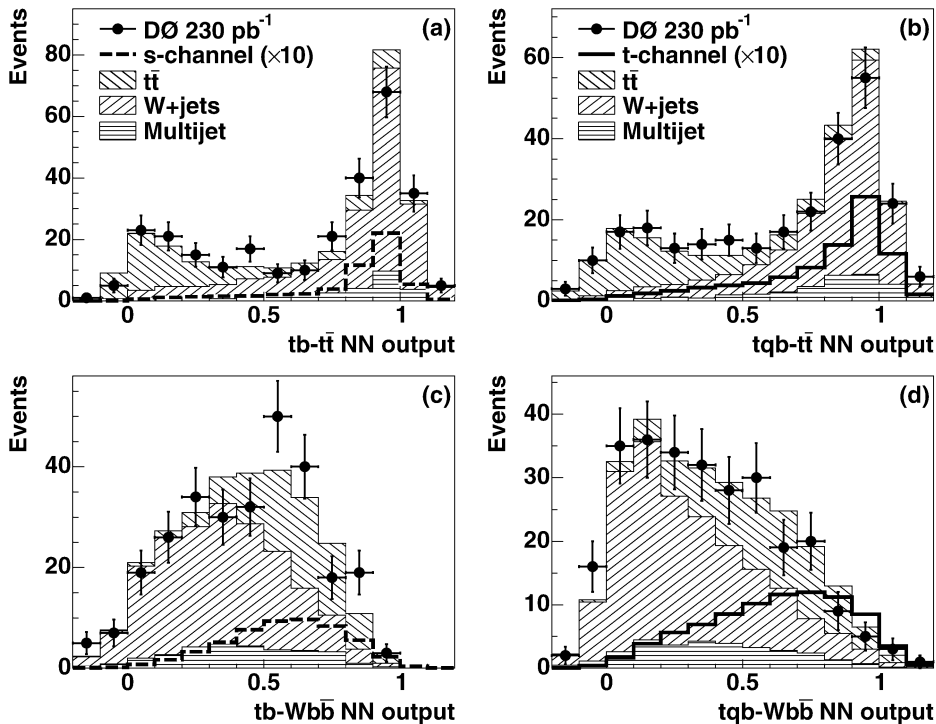 Events
(a)
DØ 230 pb⁻¹
s-channel (×10)
tt̄
W+jets
Multijet
80
60
40
20
0
0 0.5 1
tb-tt̄ NN output
Events
(b)
DØ 230 pb⁻¹
t-channel (×10)
tt̄
W+jets
Multijet
60
40
20
0
0 0.5 1
tqb-tt̄ NN output
Events
(c)
40
20
0
0 0.5 1
tb-Wbb̄ NN output
Events
(d)
40
30
20
10
0
0 0.5 1
tqb-Wbb̄ NN output